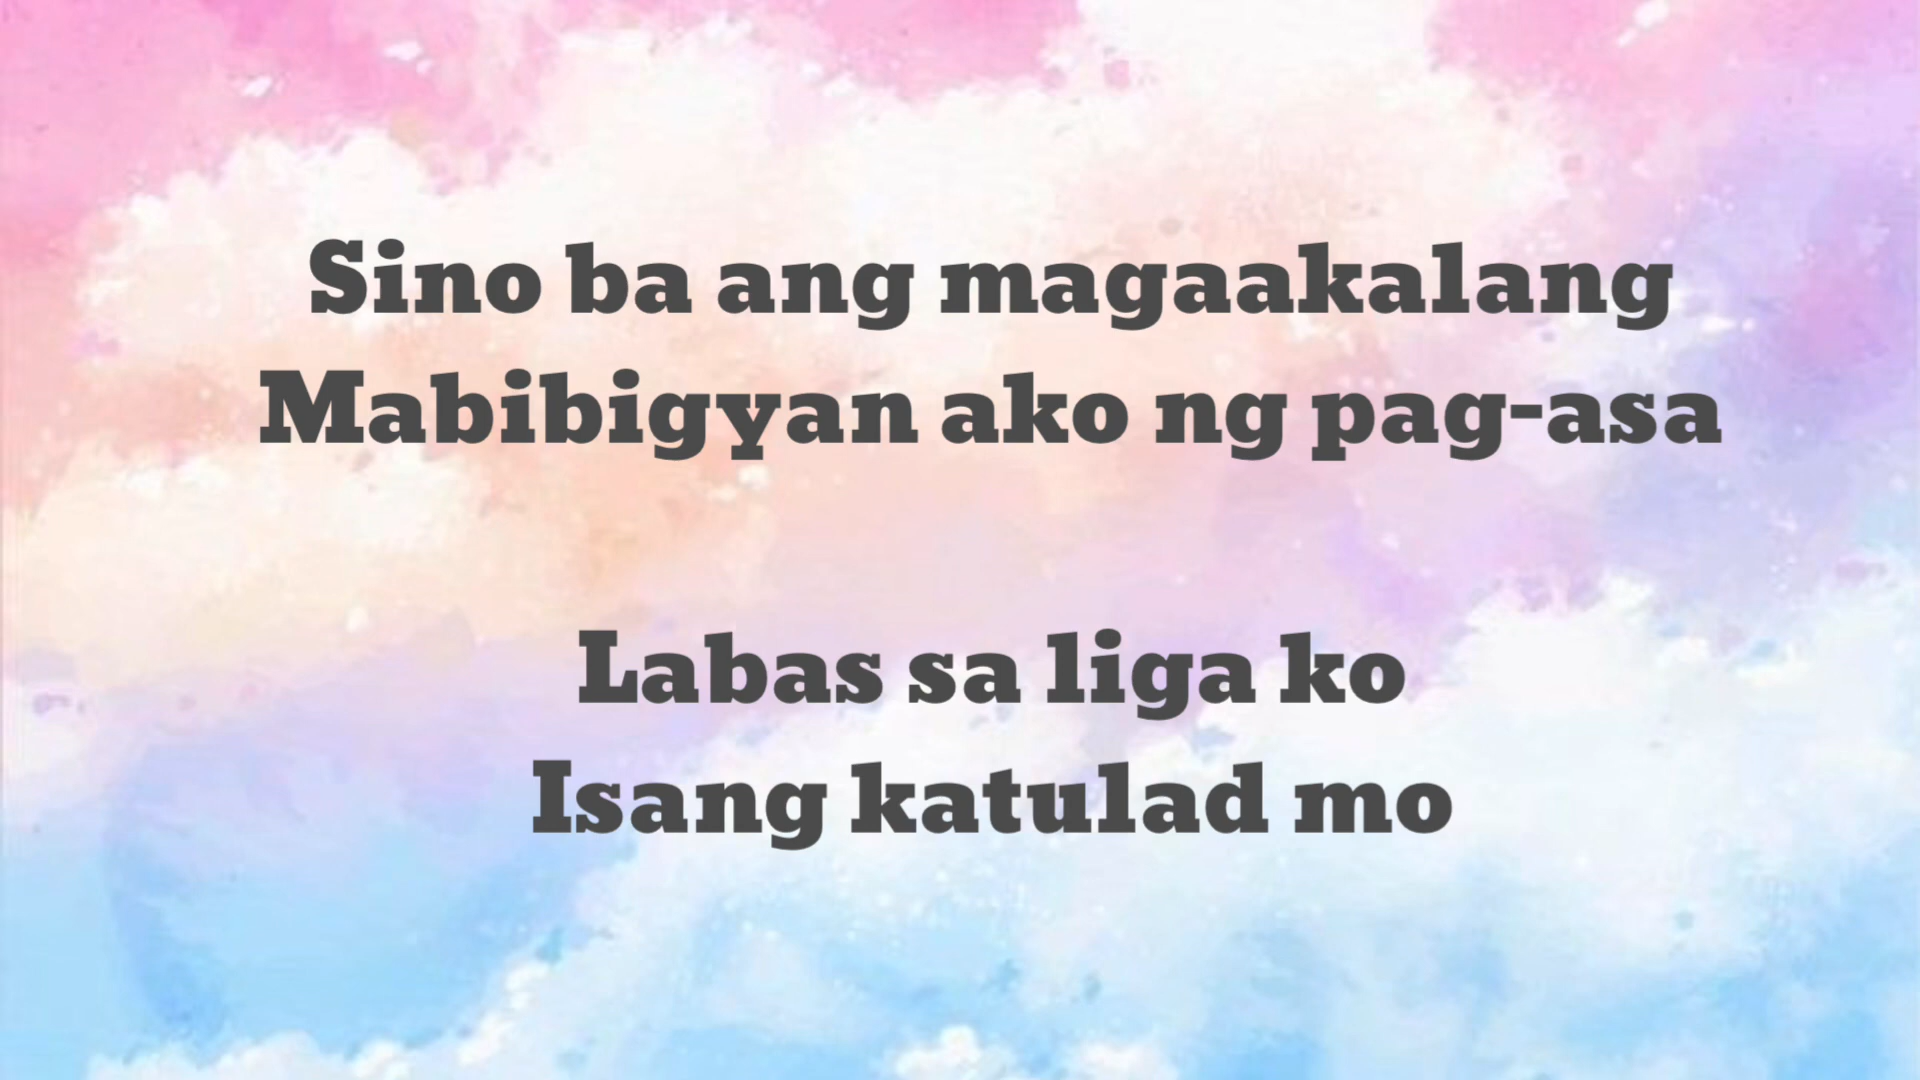 Sino ba ang magaakalang
Mabibigyan ako ng pag-asa
Labas sa liga ko
Isang katulad mo